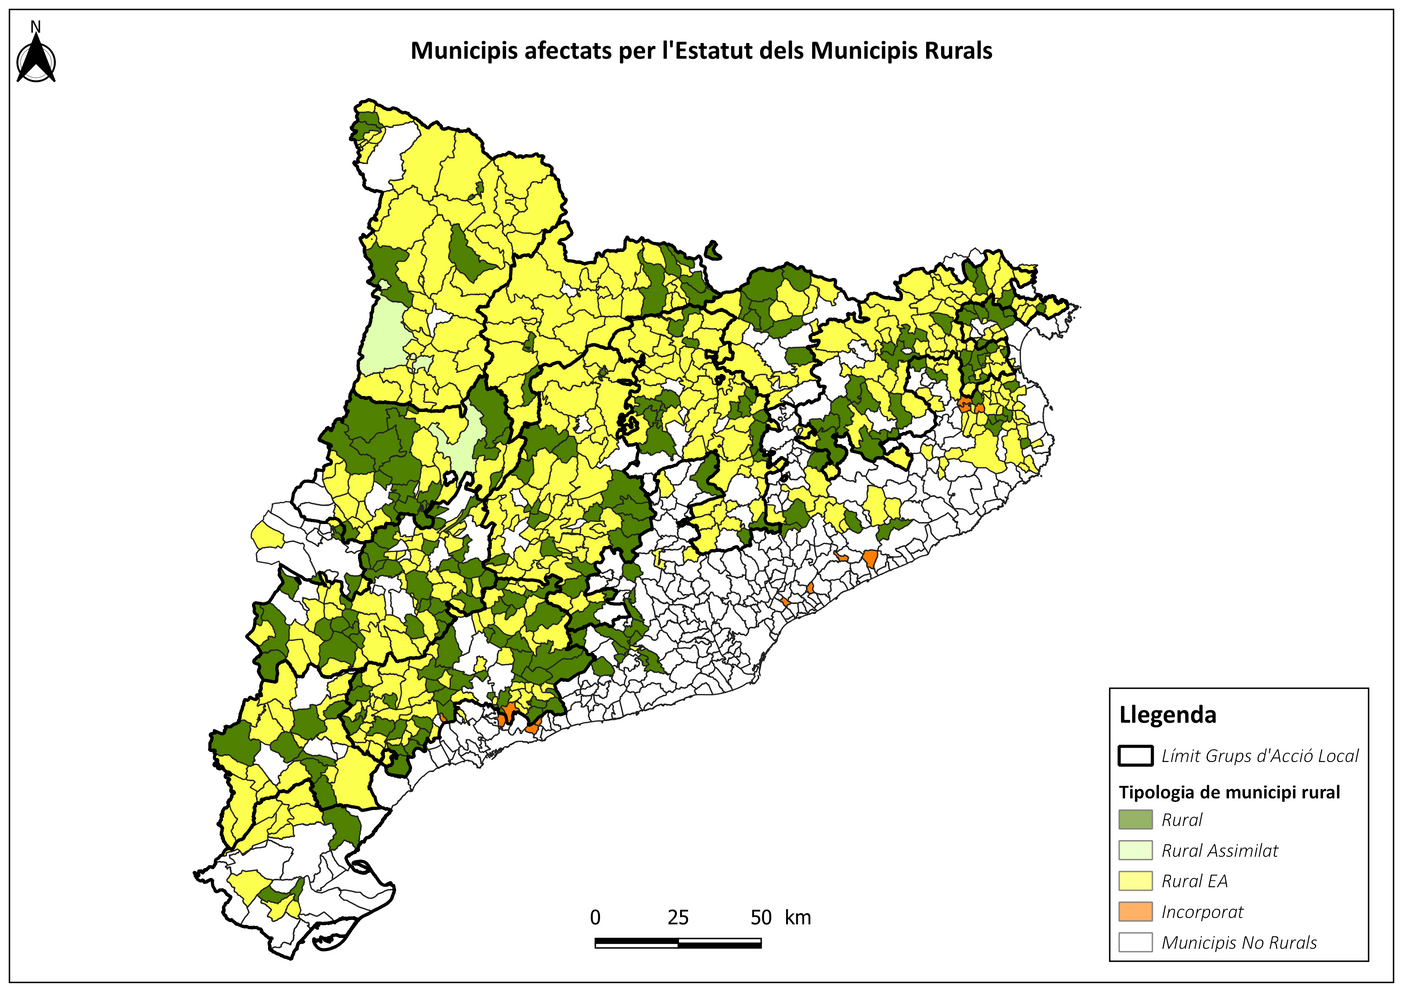 N
Municipis afectats per l'Estatut dels Municipis Rurals
Llegenda
Límit Grups d'Acció Local
Tipologia de municipi rural
Rural
Rural Assimilat
Rural EA
Incorporat
Municipis No Rurals
0 25 50 km